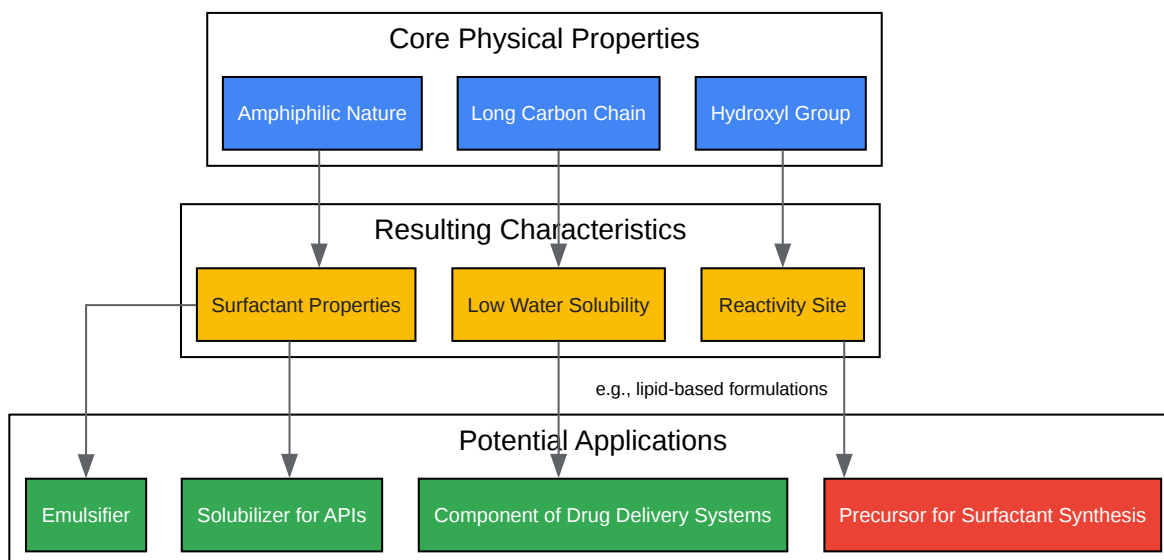 Core Physical Properties
Amphiphilic Nature
Long Carbon Chain
Hydroxyl Group
Resulting Characteristics
Surfactant Properties
Low Water Solubility
Reactivity Site
e.g., lipid-based formulations
Potential Applications
Emulsifier
Solubilizer for APIs
Component of Drug Delivery Systems
Precursor for Surfactant Synthesis